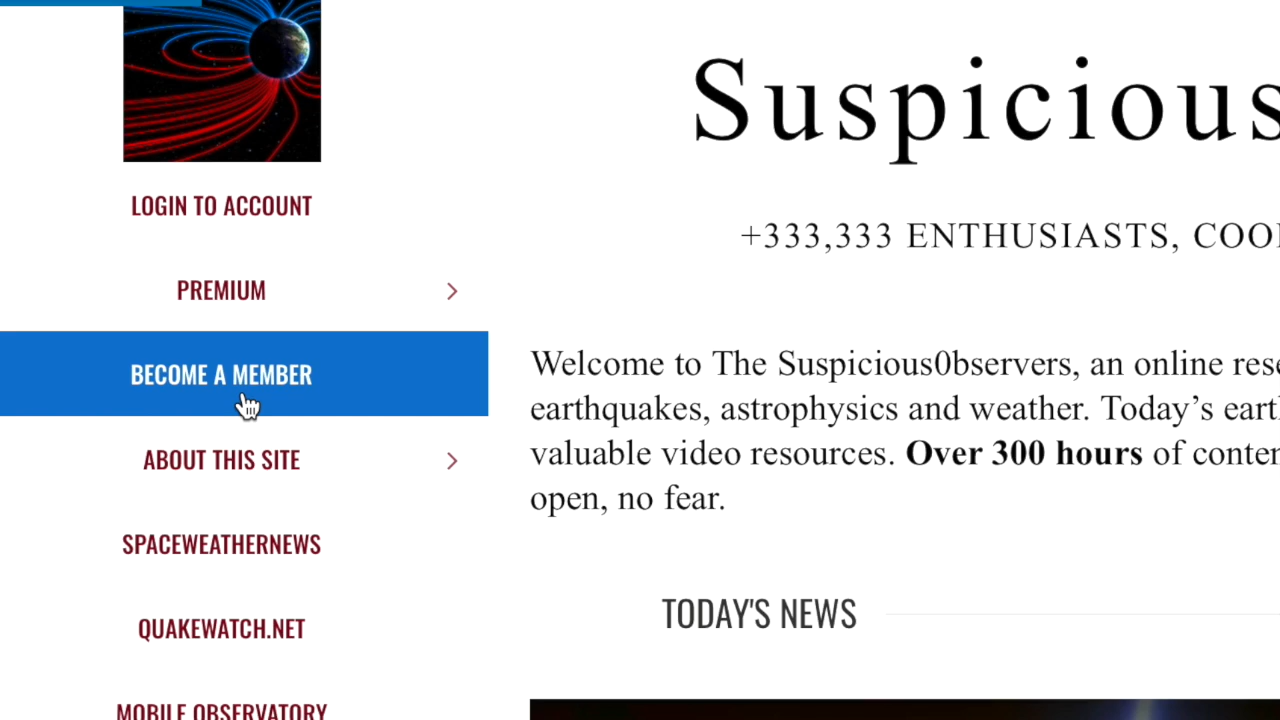 LOGIN TO ACCOUNT
PREMIUM
BECOME A MEMBER
ABOUT THIS SITE
SPACEWEATHERNEWS
QUAKEWATCH.NET
MOBILE OBSERVATORY
Suspicious
+333,333 ENTHUSIASTS,
Welcome to The Suspicious0bservers, an online
earthquakes, astrophysics and weather. Today’s
valuable video resources. Over 300 hours of
open, no fear.
TODAY'S NEWS